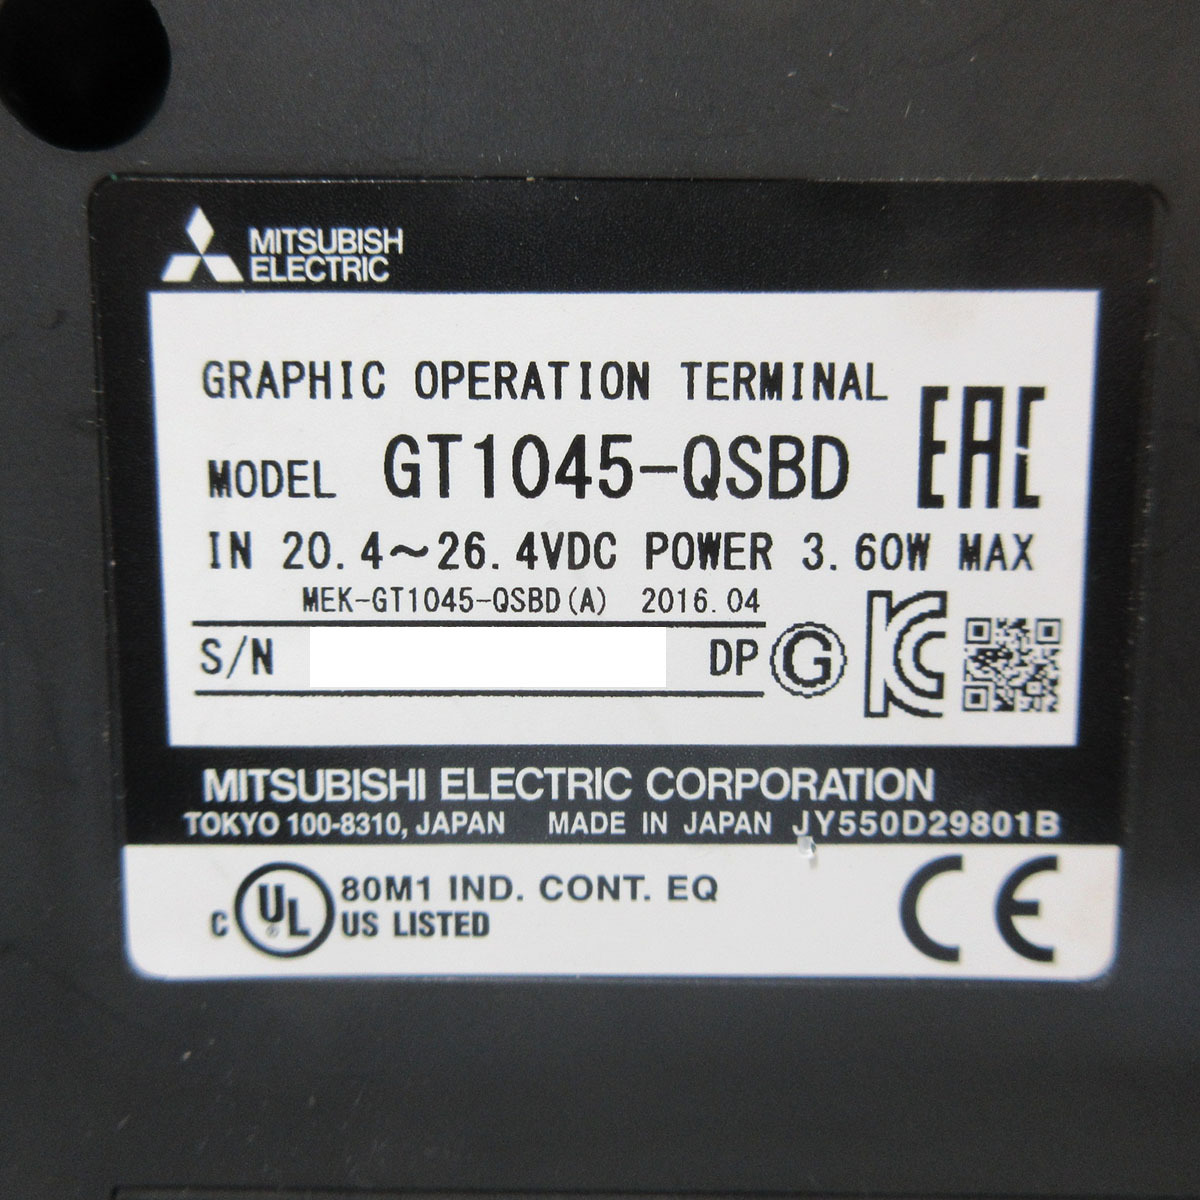 MITSUBISHI
ELECTRIC
GRAPHIC OPERATION TERMINAL
MODEL GT1045-QSBD EAC
IN 20.4~26.4VDC POWER 3.60W MAX
MEK-GT1045-QSBD(A) 2016.04
S/N DP G KC
MITSUBISHI ELECTRIC CORPORATION
TOKYO 100-8310, JAPAN MADE IN JAPAN JY550D29801B
C UL ® 80M1 IND. CONT. EQ
US LISTED
CE